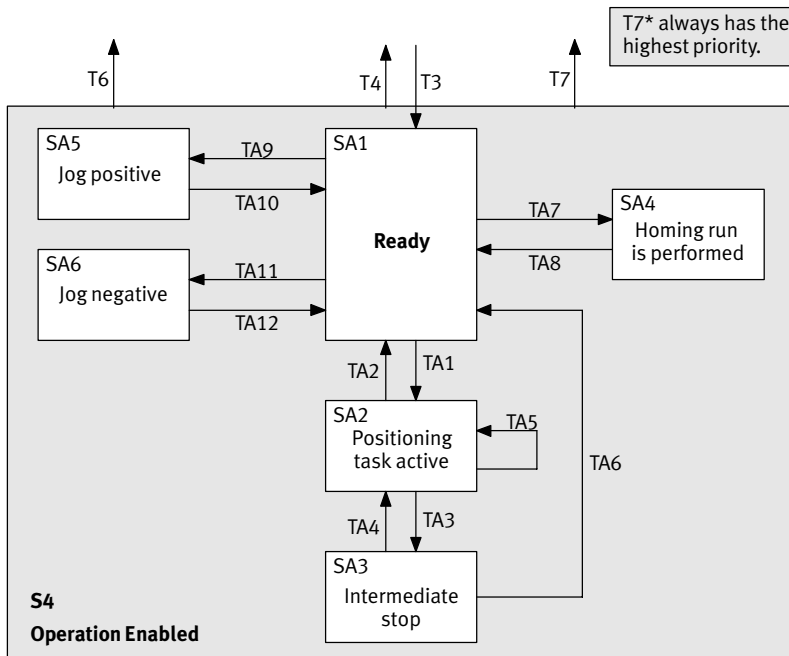 T7* always has the
highest priority.
T6
T4
T3
T7
SA5
Jog positive
TA9
TA10
SA1
Ready
TA7
TA8
SA4
Homing run
is performed
SA6
Jog negative
TA11
TA12
TA2
TA1
SA2
Positioning
task active
TA5
TA6
TA4
TA3
SA3
Intermediate
stop
S4
Operation Enabled